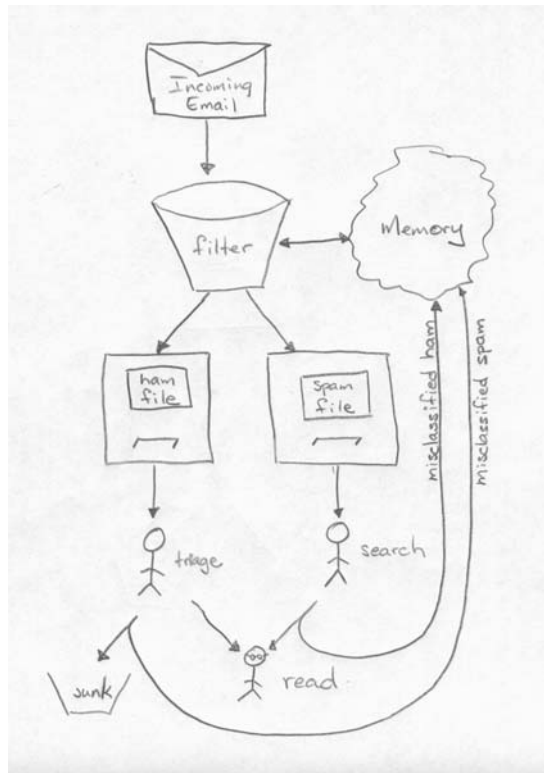 Incoming
Email
filter
Memory
ham
file
spam
file
misclassified ham
misclassified spam
triage
search
junk
read